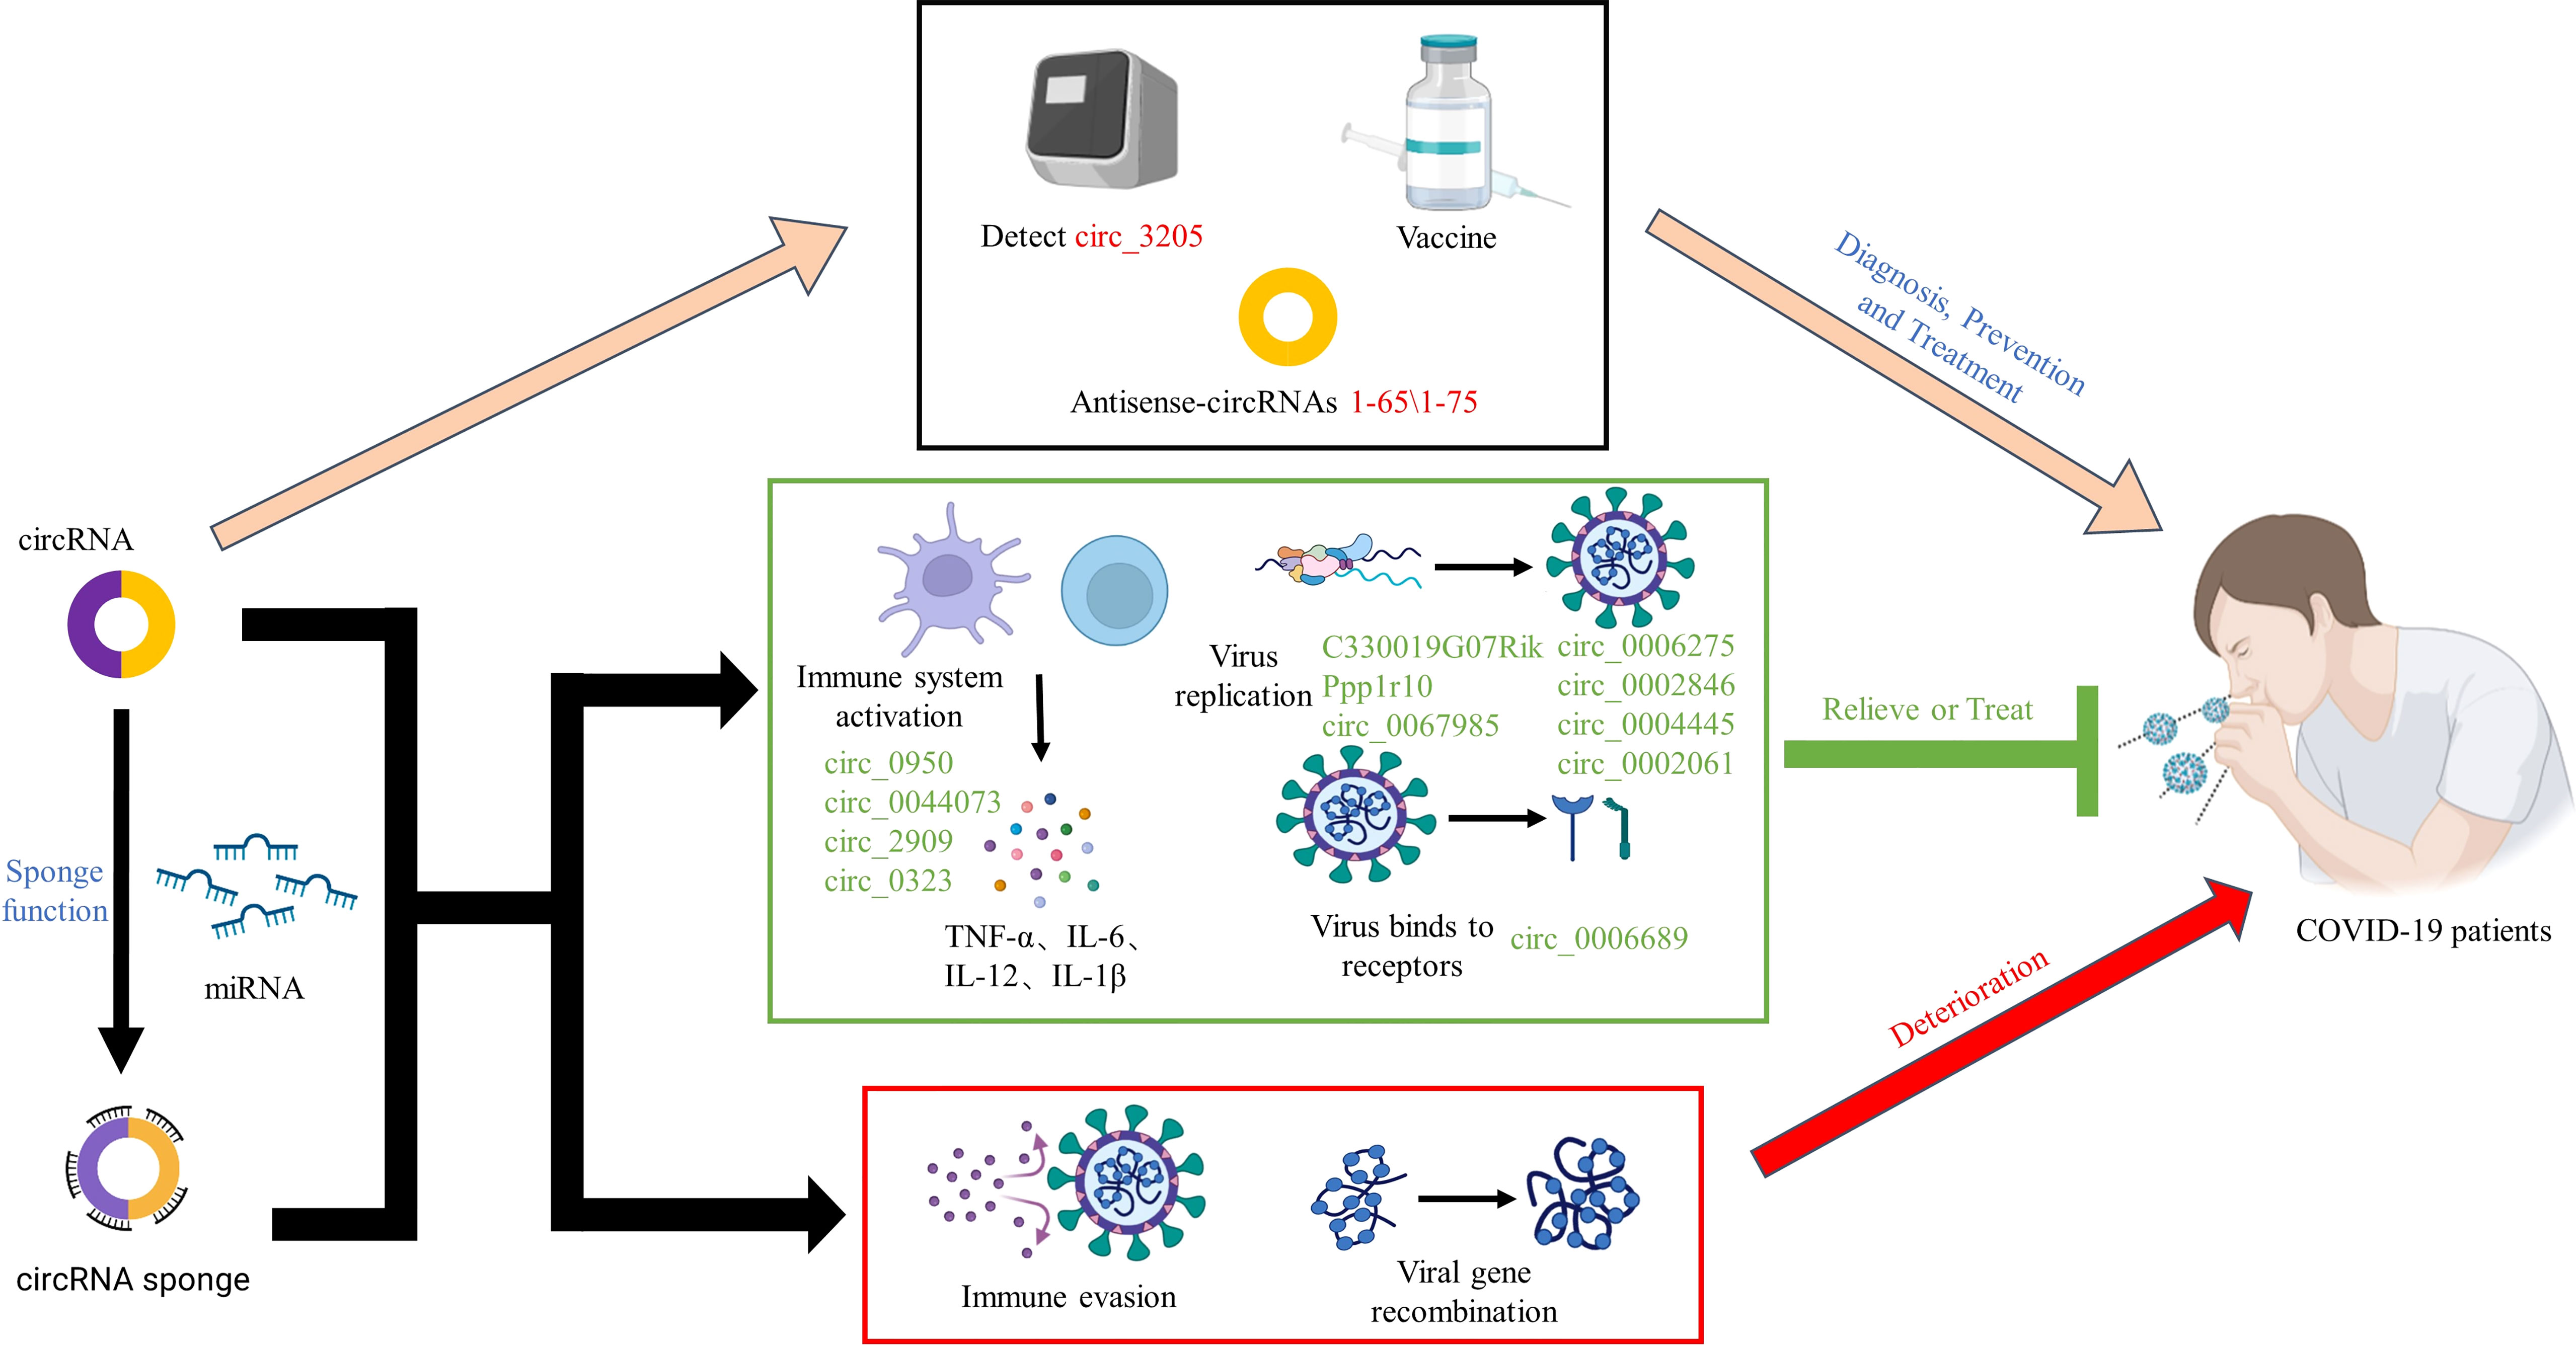 Detect circ_3205
Vaccine
Antisense-circRNAs 1-65\1-75
Diagnosis, Prevention
and Treatment
circRNA
Sponge
function
miRNA
circRNA sponge
Immune system
activation
circ_0950
circ_0044073
circ_2909
circ_0323
TNF-α、IL-6、
IL-12、IL-1β
Virus
replication
C330019G07Rik
Ppp1r10
circ_0067985
circ_0006275
circ_0002846
circ_0004445
circ_0002061
Virus binds to
receptors
circ_0006689
Relieve or Treat
COVID-19 patients
Deterioration
Immune evasion
Viral gene
recombination